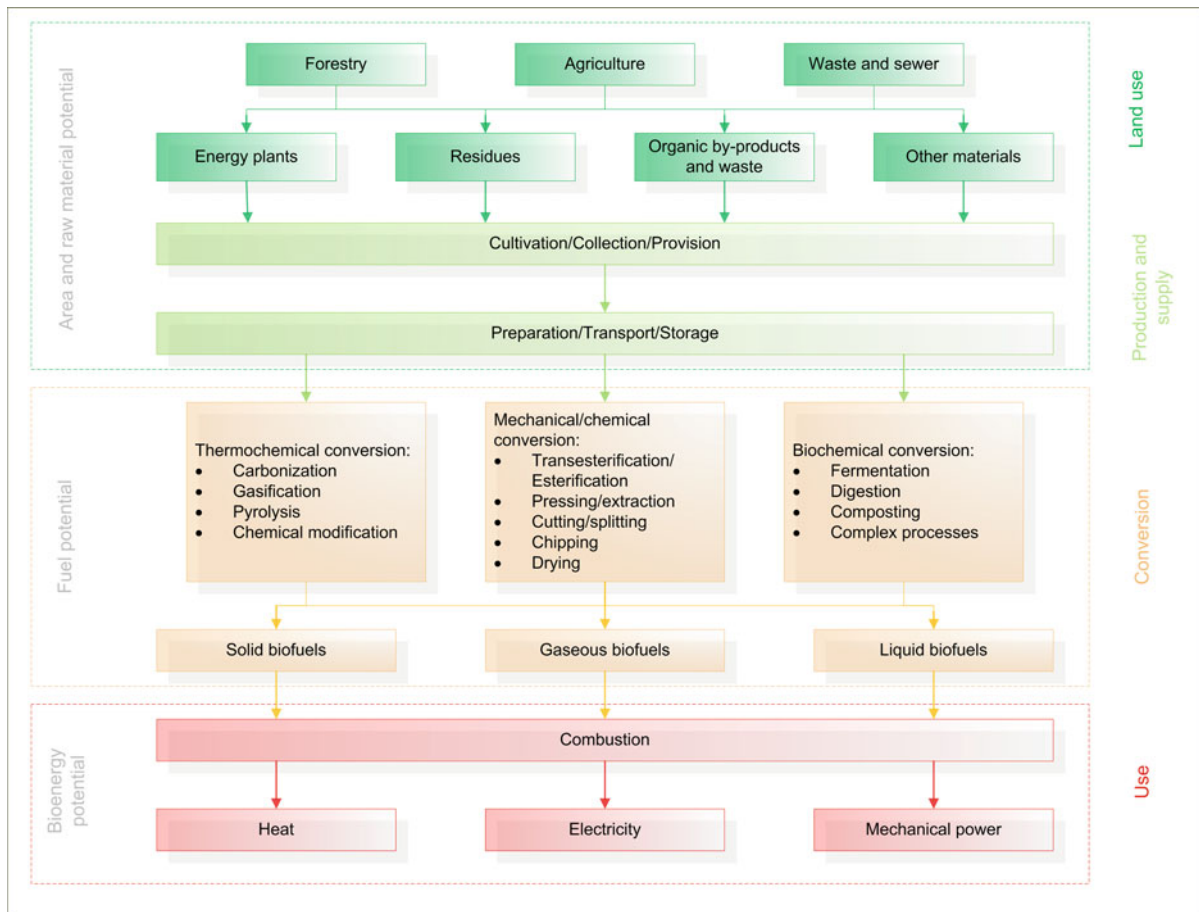 Forestry
Agriculture
Waste and sewer
Energy plants
Residues
Organic by-products
and waste
Other materials
Cultivation/Collection/Provision
Preparation/Transport/Storage
Area and raw material potential
Land use
Production and
supply
Thermochemical conversion:
• Carbonization
• Gasification
• Pyrolysis
• Chemical modification
Mechanical/chemical
conversion:
• Transesterification/
Esterification
• Pressing/extraction
• Cutting/splitting
• Chipping
• Drying
Biochemical conversion:
• Fermentation
• Digestion
• Composting
• Complex processes
Solid biofuels
Gaseous biofuels
Liquid biofuels
Fuel potential
Conversion
Combustion
Heat
Electricity
Mechanical power
Bioenergy
potential
Use